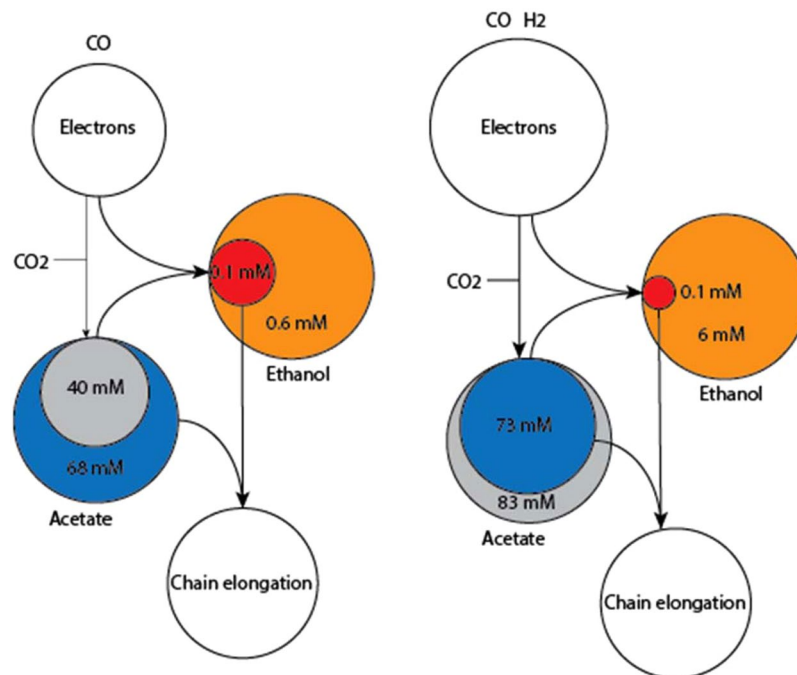 CO
Electrons
CO2
0.1 mM
0.6 mM
Ethanol
40 mM
68 mM
Acetate
Chain elongation
CO H2
Electrons
CO2
0.1 mM
6 mM
Ethanol
73 mM
83 mM
Acetate
Chain elongation